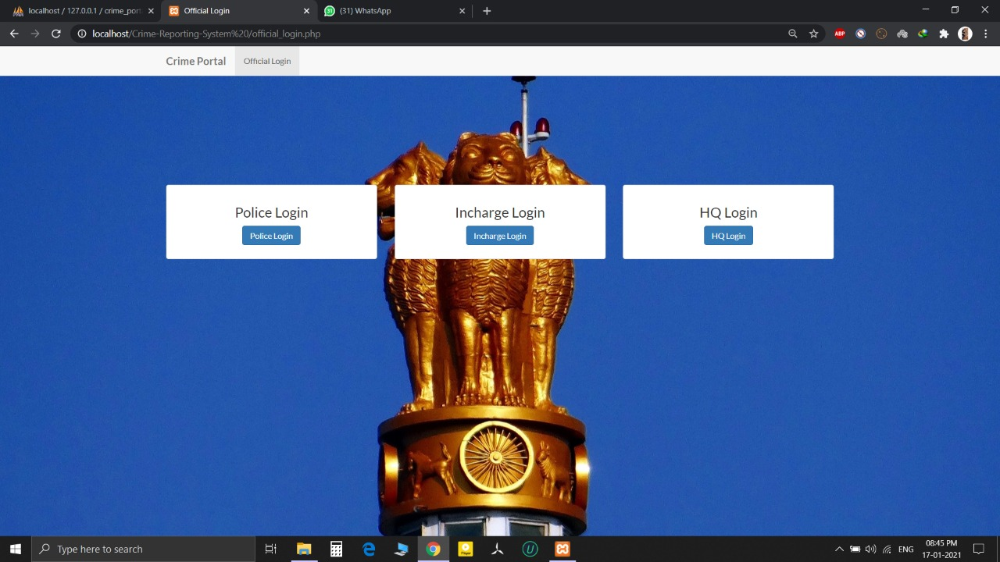 localhost / 127.0.0.1 / crime_port
Official Login
(31) WhatsApp
localhost/Crime-Reporting-System%20/official_login.php
ABP
Crime Portal
Official Login
Police Login
Incharge Login
HQ Login
Police Login
Incharge Login
HQ Login
Type here to search
Player
ENG
08:45 PM
17-01-2021